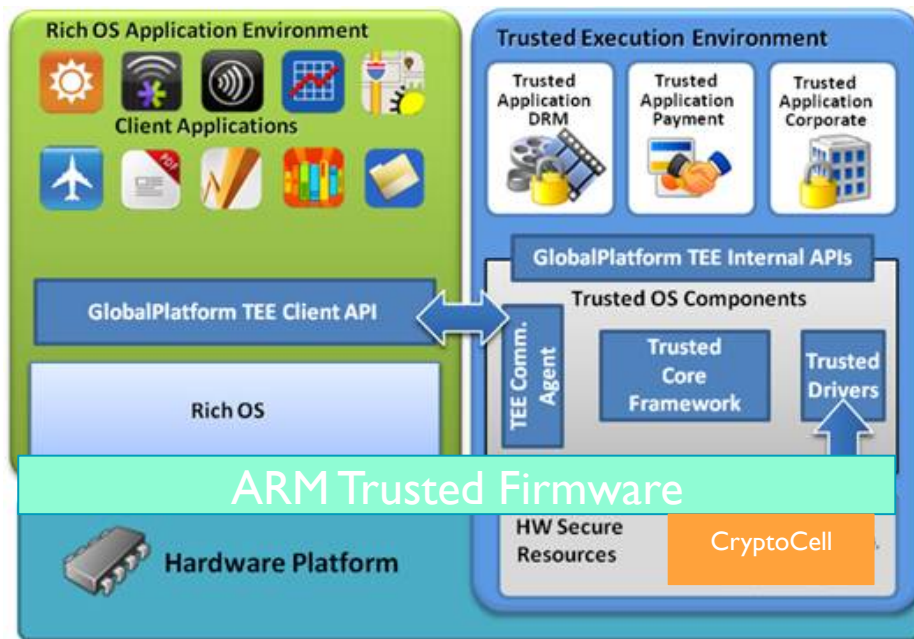 Rich OS Application Environment
Client Applications
PDF
GlobalPlatform TEE Client API
Rich OS
Trusted Execution Environment
Trusted
Application
DRM
Trusted
Application
Payment
Trusted
Application
Corporate
GlobalPlatform TEE Internal APIs
Trusted OS Components
TEE Comm.
Agent
Trusted
Core
Framework
Trusted
Drivers
ARM Trusted Firmware
Hardware Platform
HW Secure
Resources
CryptoCell